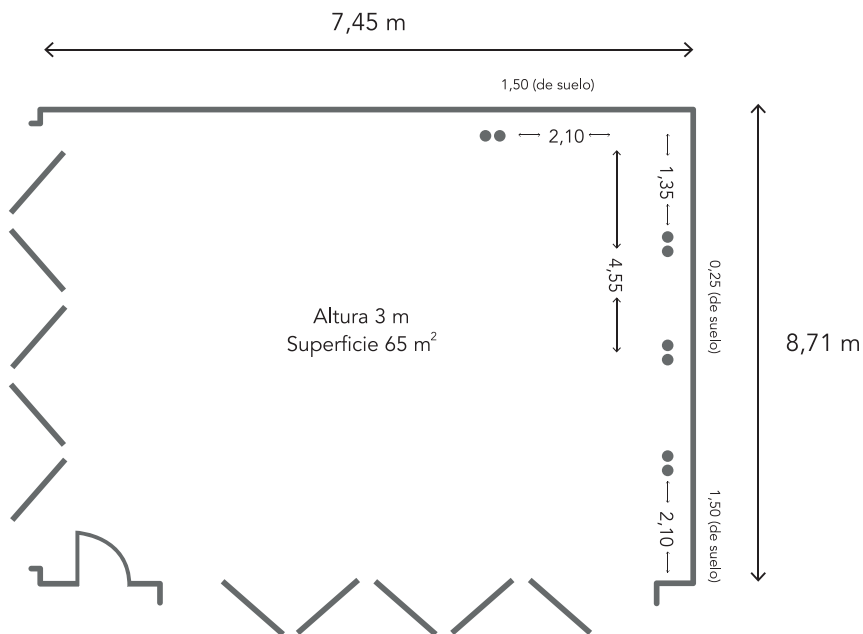 7,45 m
1,50 (de suelo)
2,10
1,35
4,55
0,25 (de suelo)
Altura 3 m
Superficie 65 m²
8,71 m
1,50 (de suelo)
2,10